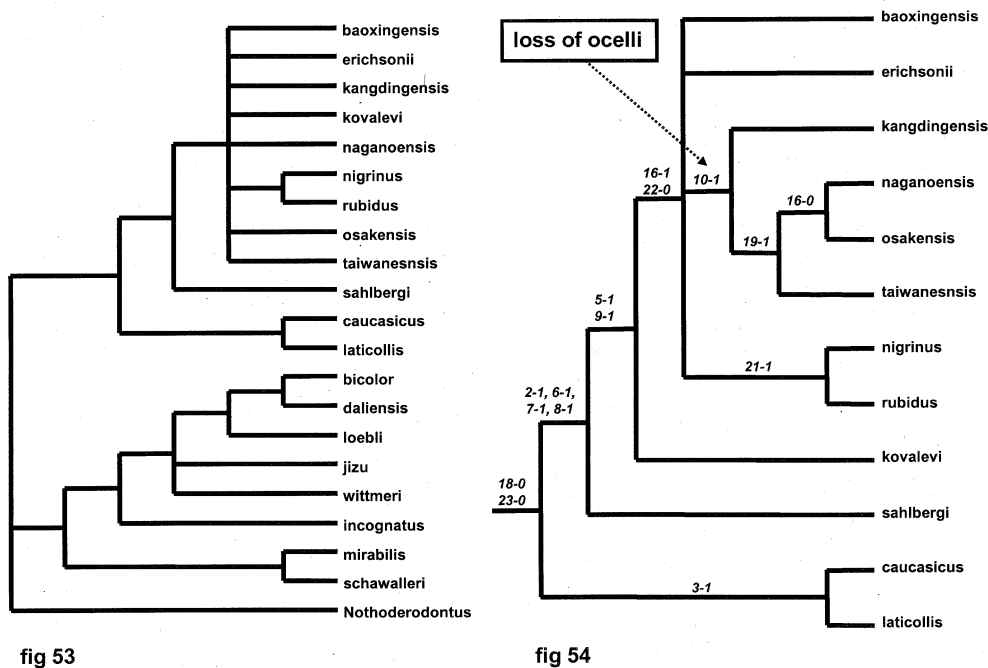 baoxingensis
erichsonii
kangdingensis
kovalevi
naganoensis
nigrinus
rubidus
osakensis
taiwanesnsis
sahlbergi
caucasicus
laticollis
bicolor
daliensis
loebli
jizu
wittmeri
incognatus
mirabilis
schawalleri
Nothoderodontus
fig 53
loss of ocelli
baoxingensis
erichsonii
kangdingensis
naganoensis
osakensis
taiwanesnsis
nigrinus
rubidus
kovalevi
sahlbergi
caucasicus
laticollis
16-1
22-0
10-1
16-0
19-1
5-1
9-1
21-1
2-1, 6-1,
7-1, 8-1
18-0
23-0
3-1
fig 54